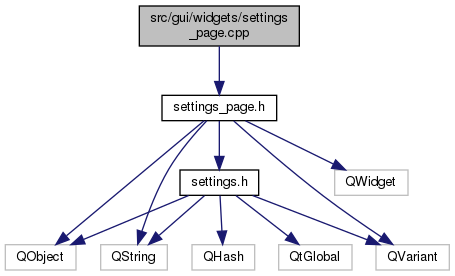 src/gui/widgets/settings
_page.cpp
settings_page.h
settings.h
QWidget
QObject
QString
QHash
QtGlobal
QVariant